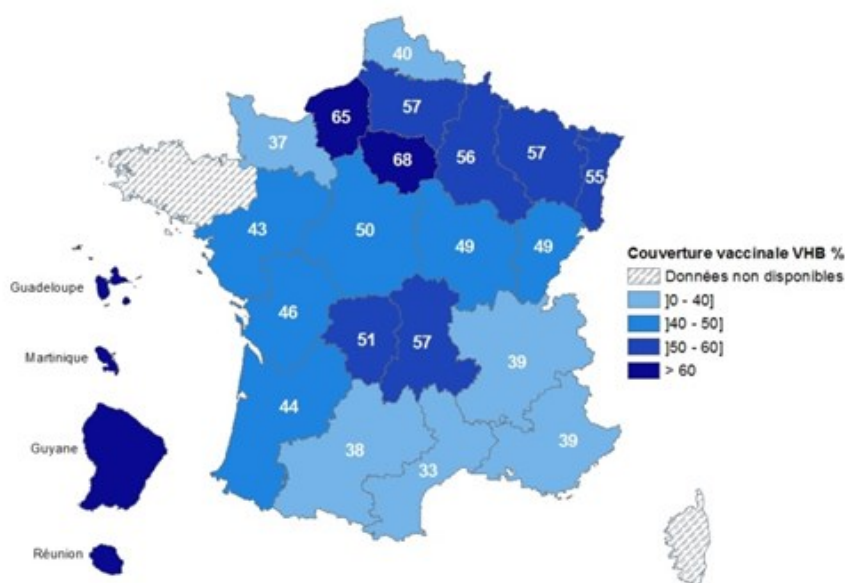 40
57
65
37
68
56
57
55
43
50
49
49
46
51
57
39
44
38
33
39
Guadeloupe
Martinique
Guyane
Réunion
Couverture vaccinale VHB %
Données non disponibles
]0 - 40]
]40 - 50]
]50 - 60]
> 60